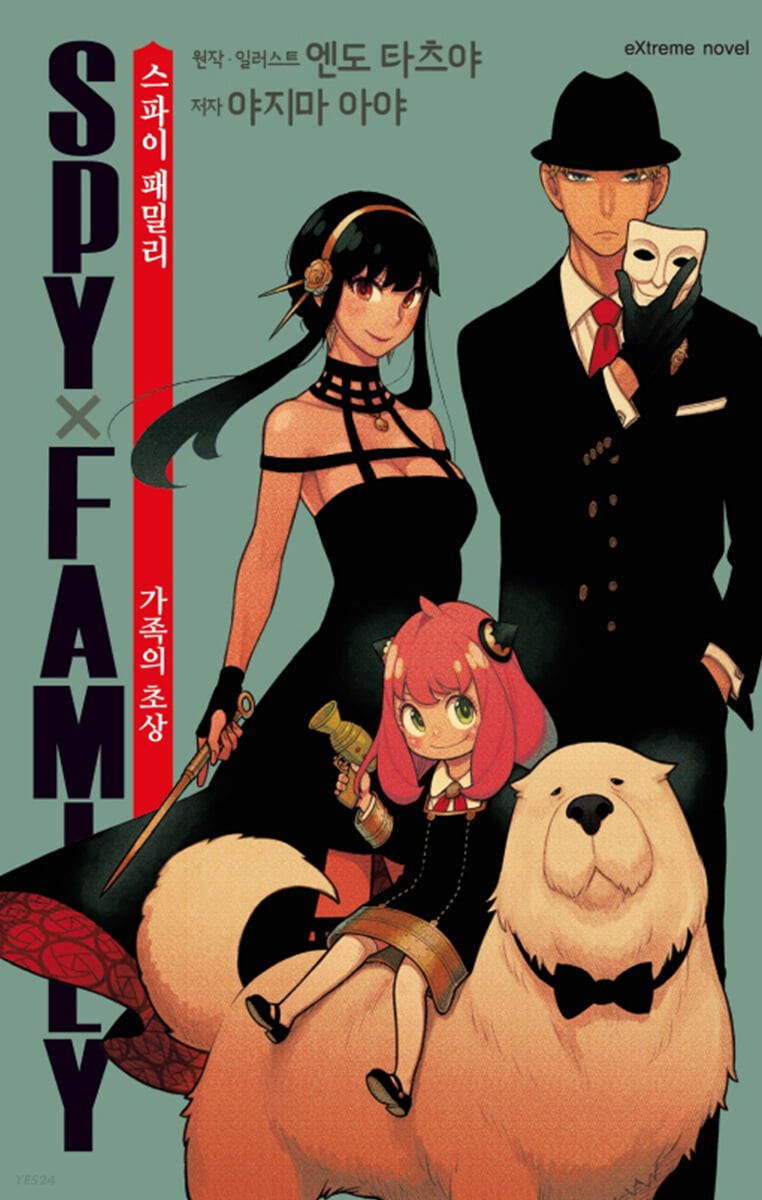 SPY×FAMILY
스파이 패밀리
가족의 초상
원작·일러스트 엔도 타츠야
저자 야지마 아야
eXtreme novel
YES24